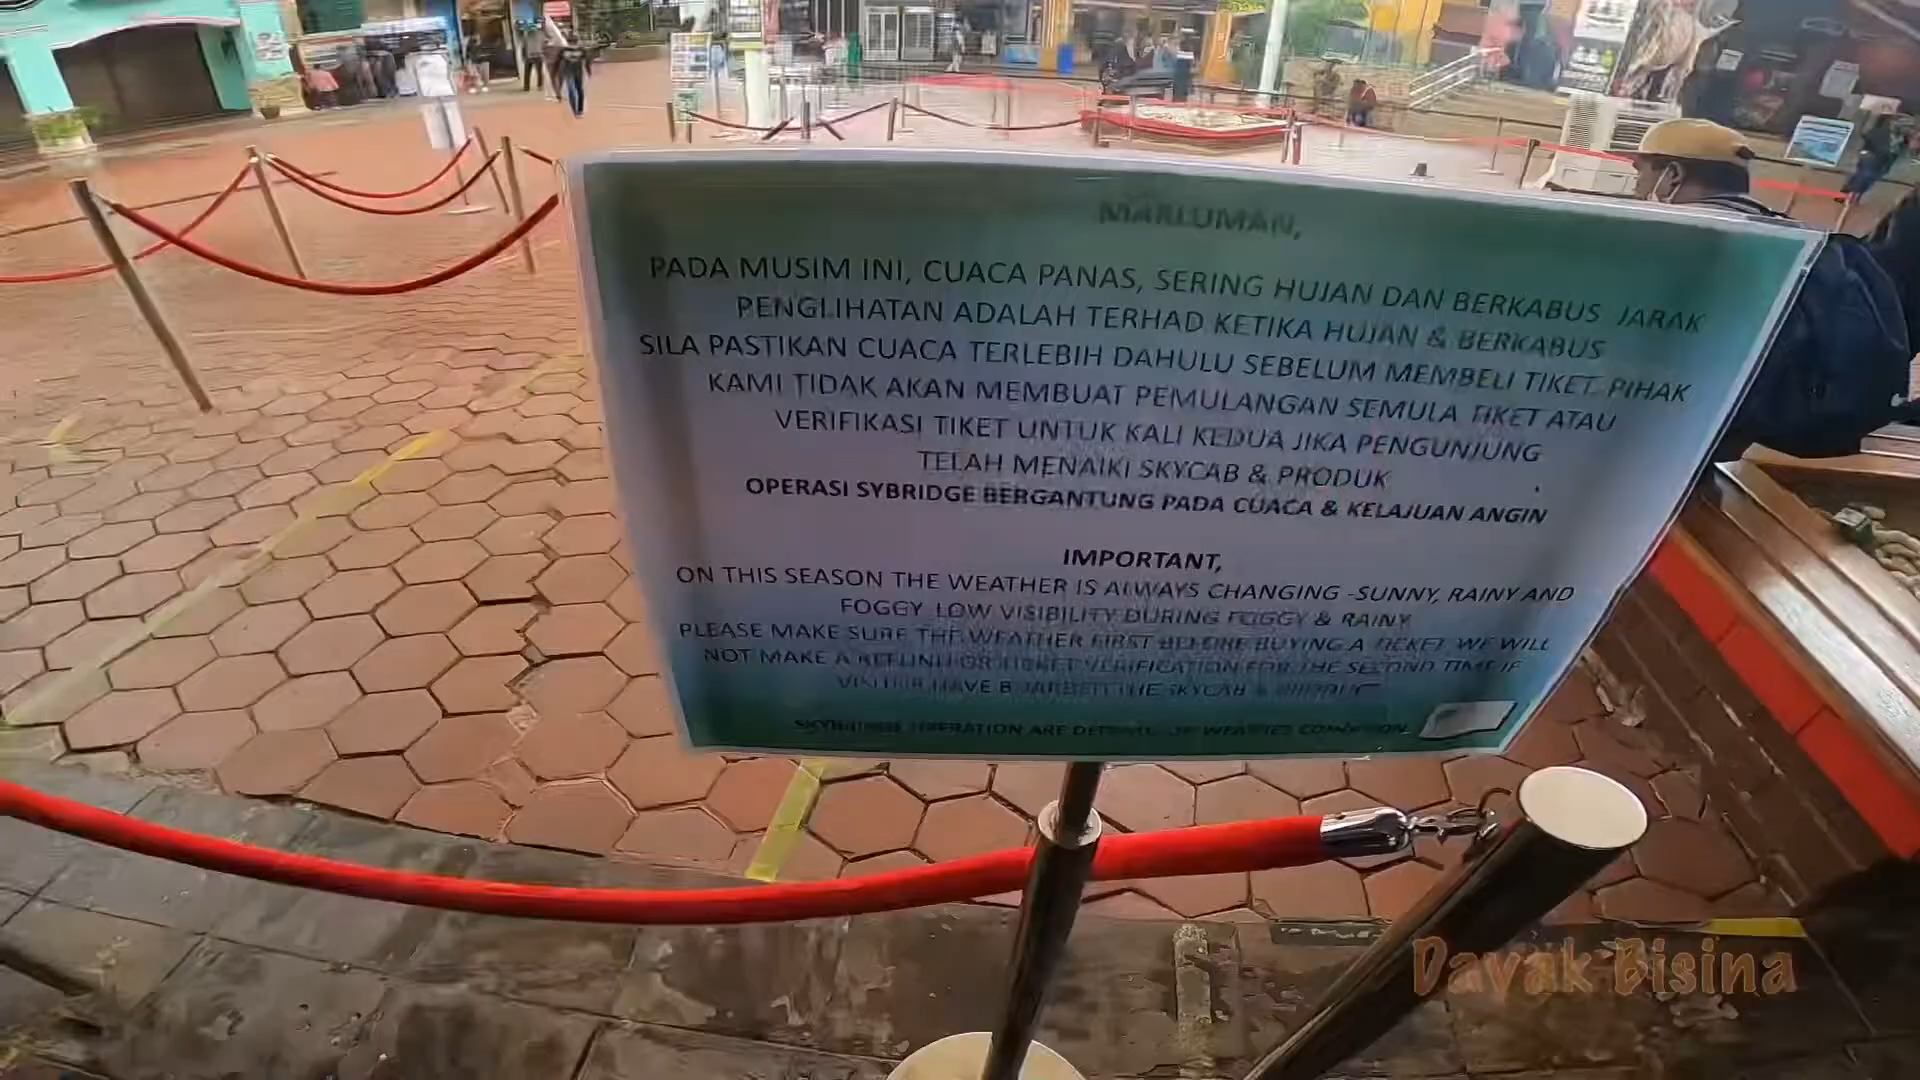 MAKLUMAN,
PADA MUSIM INI, CUACA PANAS, SERING HUJAN DAN BERKABUS JARAK
PENGLIHATAN ADALAH TERHAD KETIKA HUJAN & BERKABUS
SILA PASTIKAN CUACA TERLEBIH DAHULU SEBELUM MEMBELI TIKET. PIHAK
KAMI TIDAK AKAN MEMBUAT PEMULANGAN SEMULA TIKET ATAU
VERIFIKASI TIKET UNTUK KALI KEDUA JIKA PENGUNJUNG
TELAH MENAIKI SKYCAB & PRODUK
OPERASI SYBRIDGE BERGANTUNG PADA CUACA & KELAJUAN ANGIN
IMPORTANT,
ON THIS SEASON THE WEATHER IS ALWAYS CHANGING -SUNNY, RAINY AND
FOGGY. LOW VISIBILITY DURING FOGGY & RAINY
PLEASE MAKE SURE THE WEATHER FIRST BEFORE BUYING A TICKET. WE WILL
NOT MAKE A REFUND OR TICKET VERIFICATION FOR THE SECOND TIME IF
HAVE BOARDED THE SKYCAB &
OPERATION ARE WEATHER
Davak Bisina